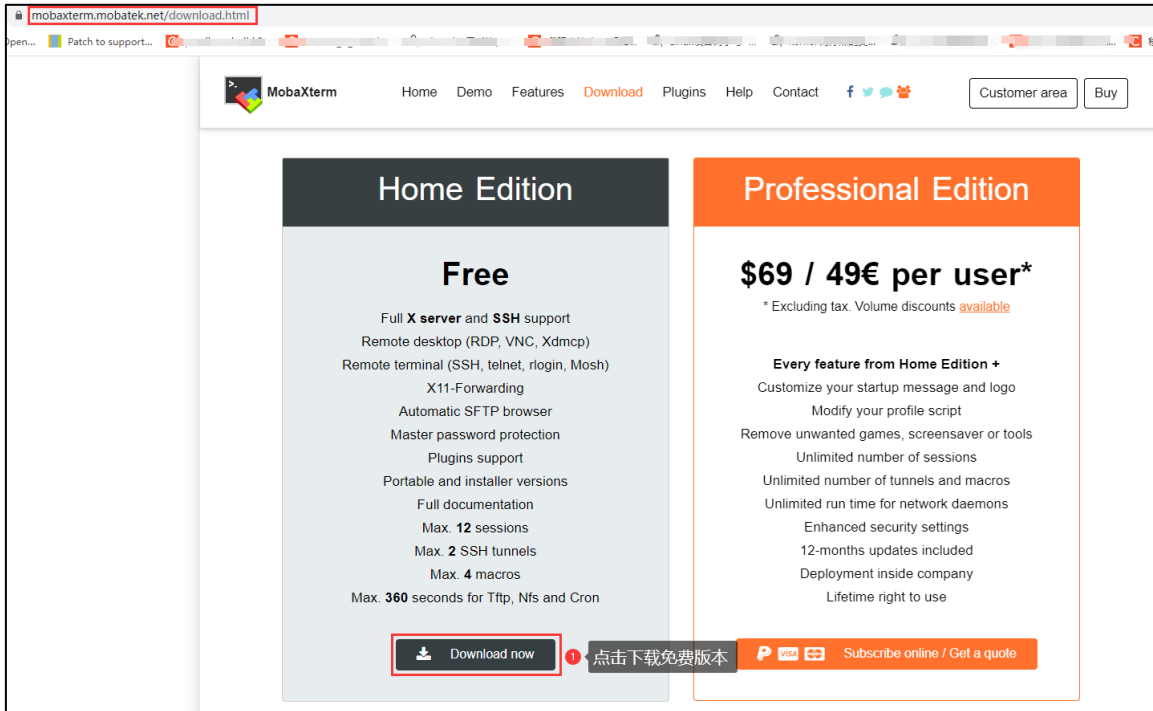 mobaxterm.mobatek.net/download.html
Open... Patch to support...
MobaXterm Home Demo Features Download Plugins Help Contact Customer area Buy
Home Edition
Free
Full X server and SSH support
Remote desktop (RDP, VNC, Xdmcp)
Remote terminal (SSH, telnet, rlogin, Mosh)
X11-Forwarding
Automatic SFTP browser
Master password protection
Plugins support
Portable and installer versions
Full documentation
Max. 12 sessions
Max. 2 SSH tunnels
Max. 4 macros
Max. 360 seconds for Tftp, Nfs and Cron
Download now
1 点击下载免费版本
Professional Edition
$69 / 49€ per user*
* Excluding tax. Volume discounts available
Every feature from Home Edition +
Customize your startup message and logo
Modify your profile script
Remove unwanted games, screensaver or tools
Unlimited number of sessions
Unlimited number of tunnels and macros
Unlimited run time for network daemons
Enhanced security settings
12-months updates included
Deployment inside company
Lifetime right to use
VISA Subscribe online / Get a quote